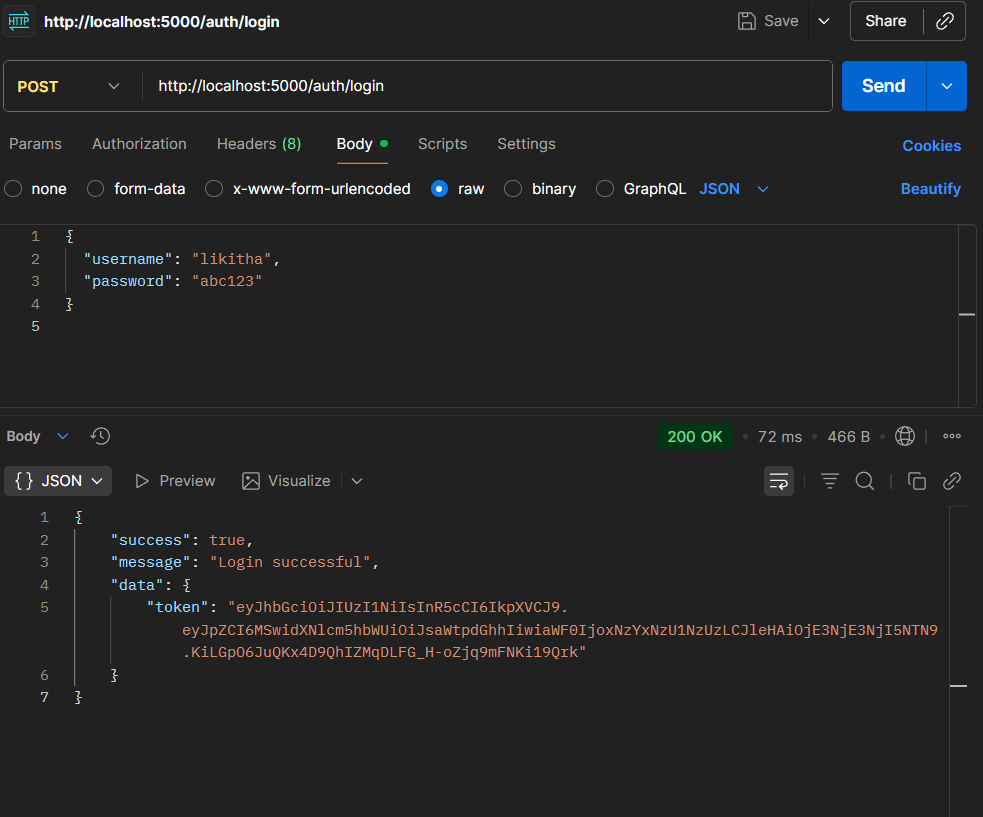 HTTP http://localhost:5000/auth/login Save Share
POST http://localhost:5000/auth/login Send
Params Authorization Headers (8) Body Scripts Settings Cookies
none form-data x-www-form-urlencoded raw binary GraphQL JSON Beautify
1 {
2 "username": "likitha",
3 "password": "abc123"
4 }
5
Body 200 OK • 72 ms • 466 B •
{} JSON Preview Visualize
1 {
2 "success": true,
3 "message": "Login successful",
4 "data": {
5 "token": "eyJhbGciOiJIUzI1NiIsInR5cCI6IkpXVCJ9.
eyJpZCI6MSwidXNlcm5hbWUiOiJsaWtpdGhhIiwiaWF0IjoxNzYxNzU1NzUzLCJleHAiOjE3NjE3NjI5NTN9
.KiLGpO6JuQKx4D9QhIZMqDLFG_H-oZjq9mFNKi19Qrk"
6 }
7 }